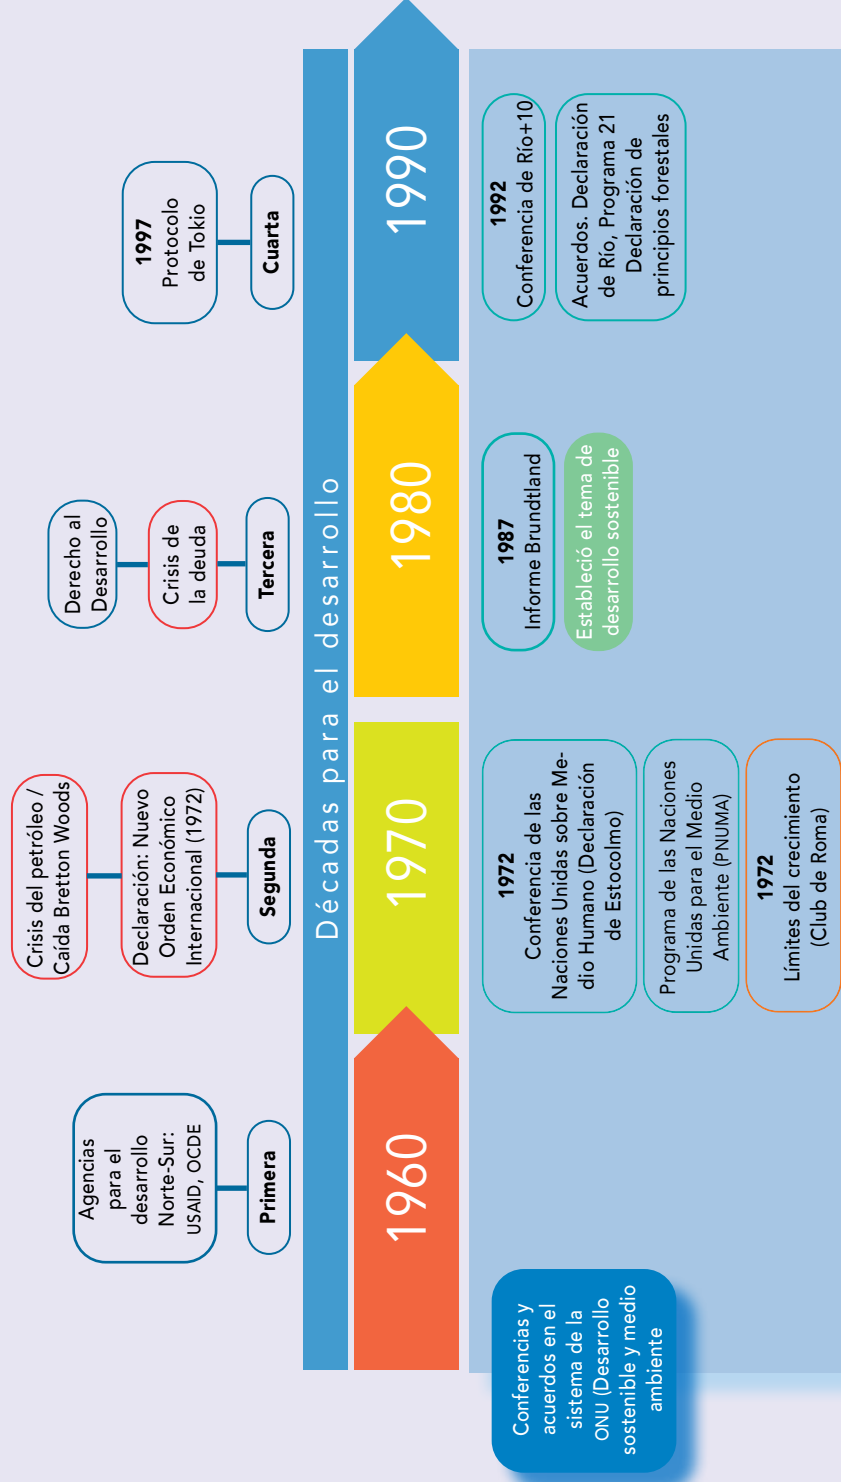 Agencias
para el
desarrollo
Norte-Sur:
USAID, OCDE
Primera
Crisis del petróleo /
Caída Bretton Woods
Declaración: Nuevo
Orden Económico
Internacional (1972)
Segunda
Derecho al
Desarrollo
Crisis de
la deuda
Tercera
1997
Protocolo
de Tokio
Cuarta
Décadas para el desarrollo
1960
1970
1980
1990
Conferencias y
acuerdos en el
sistema de la
ONU (Desarrollo
sostenible y medio
ambiente
1972
Conferencia de las
Naciones Unidas sobre Me-
dio Humano (Declaración
de Estocolmo)
Programa de las Naciones
Unidas para el Medio
Ambiente (PNUMA)
1972
Límites del crecimiento
(Club de Roma)
1987
Informe Brundtland
Estableció el tema de
desarrollo sostenible
1992
Conferencia de Río+10
Acuerdos. Declaración
de Río, Programa 21
Declaración de
principios forestales